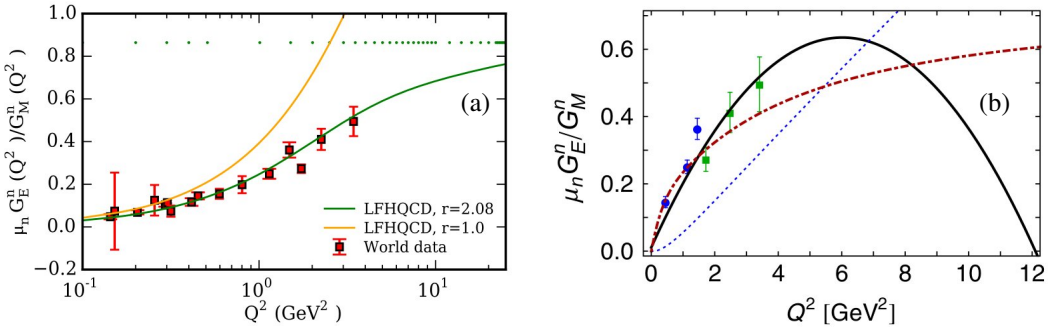 1.0
0.8
0.6
0.4
0.2
0.0
−0.2
μₙ Gᴱⁿ (Q²)/Gᴹⁿ (Q²)
(a)
LFHQCD, r=2.08
LFHQCD, r=1.0
World data
10⁻¹ 10⁰ 10¹
Q² (GeV²)
0.6
0.4
0.2
0.0
μₙ Gᴱⁿ/Gᴹⁿ
(b)
0 2 4 6 8 10 12
Q² [GeV²]